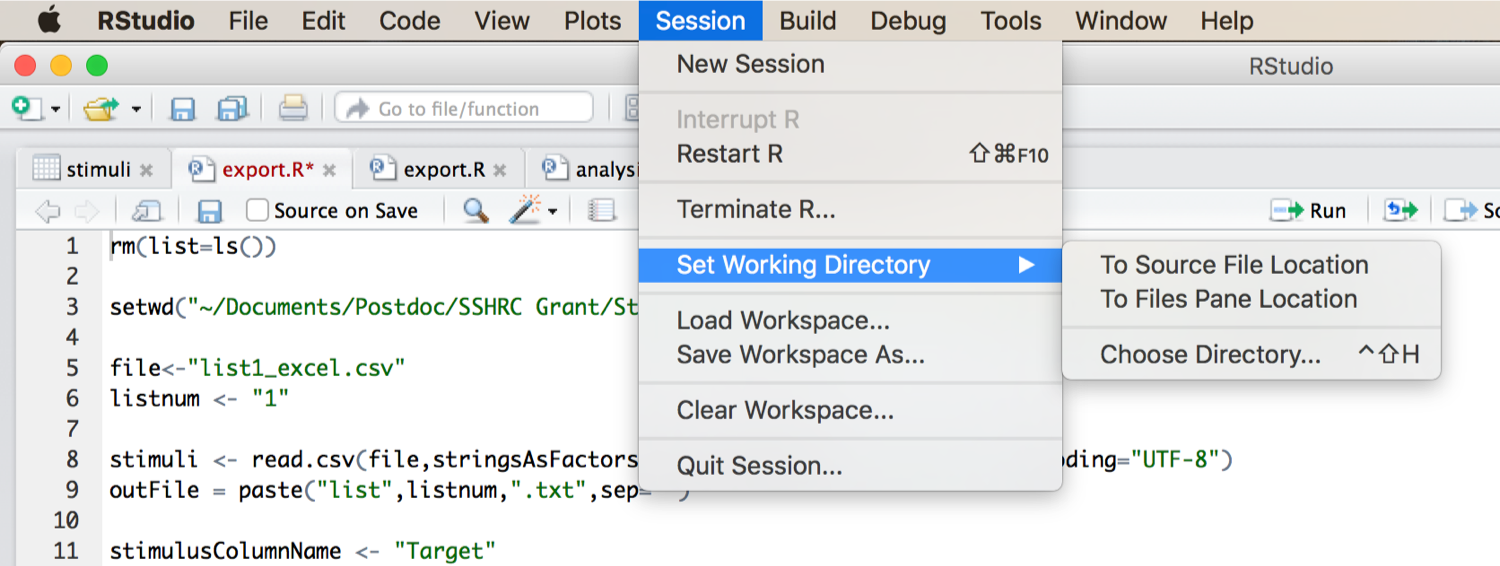 RStudio File Edit Code View Plots Session Build Debug Tools Window Help
RStudio
New Session
Go to file/function
Interrupt R
Restart R ⇧⌘F10
stimuli export.R* export.R
Terminate R...
Source on Save Run
1 rm(list=ls())
Set Working Directory ▶
To Source File Location
To Files Pane Location
Choose Directory... ^⇧H
Load Workspace...
Save Workspace As...
Clear Workspace...
Quit Session...
2
3 setwd("~/Documents/Postdoc/SSHRC Grant/St
4
5 file<-"list1_excel.csv"
6 listnum <- "1"
7
8 stimuli <- read.csv(file,stringsAsFactors oding="UTF-8")
9 outFile = paste("list",listnum,".txt",sep=
10
11 stimulusColumnName <- "Target"